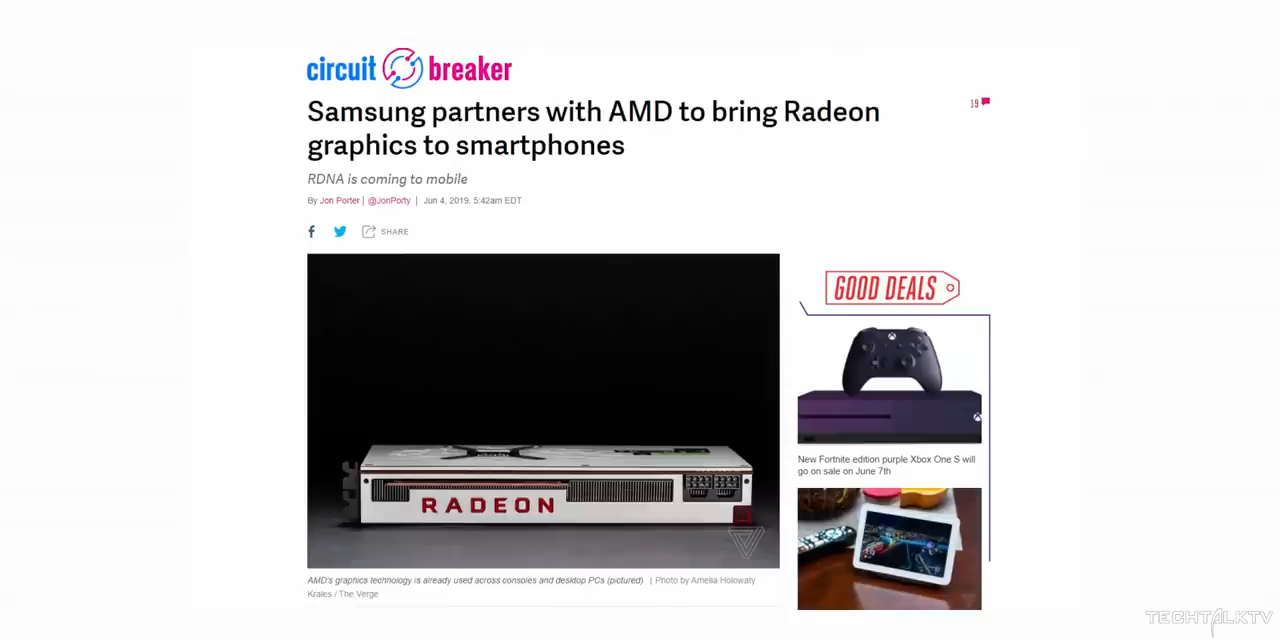 circuit breaker
Samsung partners with AMD to bring Radeon
graphics to smartphones
19
RDNA is coming to mobile
By Jon Porter | @JonPorty | Jun 4, 2019, 5:42am EDT
SHARE
GOOD DEALS
RADEON
New Fortnite edition purple Xbox One S will
go on sale on June 7th
AMD's graphics technology is already used across consoles and desktop PCs (pictured). | Photo by Amelia Holowaty
Krales / The Verge
TECHTALKTV